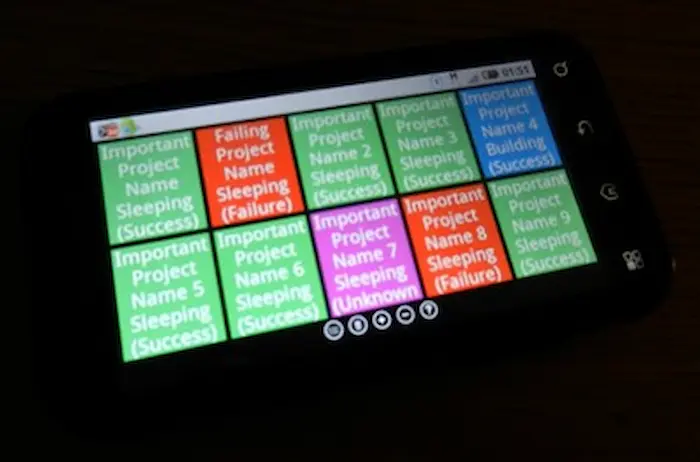 H 01:51
Important
Project
Name
Sleeping
(Success)
Failing
Project
Name
Sleeping
(Failure)
Important
Project
Name 2
Sleeping
(Success)
Important
Project
Name 3
Sleeping
(Success)
Important
Project
Name 4
Building
(Success)
Important
Project
Name 5
Sleeping
(Success)
Important
Project
Name 6
Sleeping
(Success)
Important
Project
Name 7
Sleeping
(Unknown
Important
Project
Name 8
Sleeping
(Failure)
Important
Project
Name 9
Sleeping
(Success)